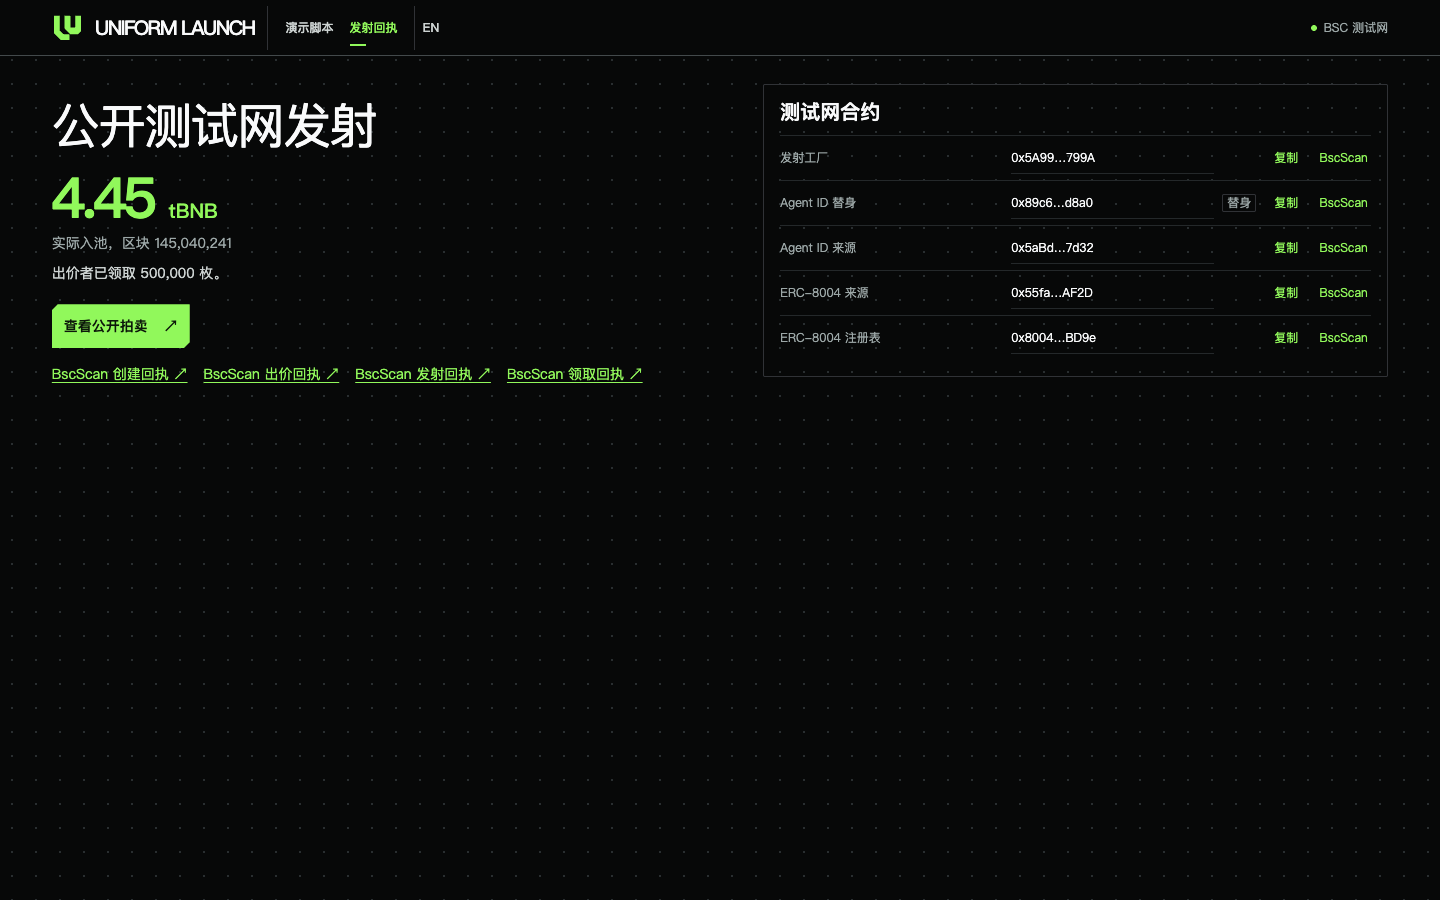 UNIFORM LAUNCH 演示脚本 发射回执 EN BSC 测试网
公开测试网发射
4.45 tBNB
实际入池，区块 145,040,241
出价者已领取 500,000 枚。
查看公开拍卖 ↗
BscScan 创建回执 ↗ BscScan 出价回执 ↗ BscScan 发射回执 ↗ BscScan 领取回执 ↗
测试网合约
发射工厂 0x5A99...799A 复制 BscScan
Agent ID 替身 0x89c6...d8a0 替身 复制 BscScan
Agent ID 来源 0x5aBd...7d32 复制 BscScan
ERC-8004 来源 0x55fa...AF2D 复制 BscScan
ERC-8004 注册表 0x8004...BD9e 复制 BscScan